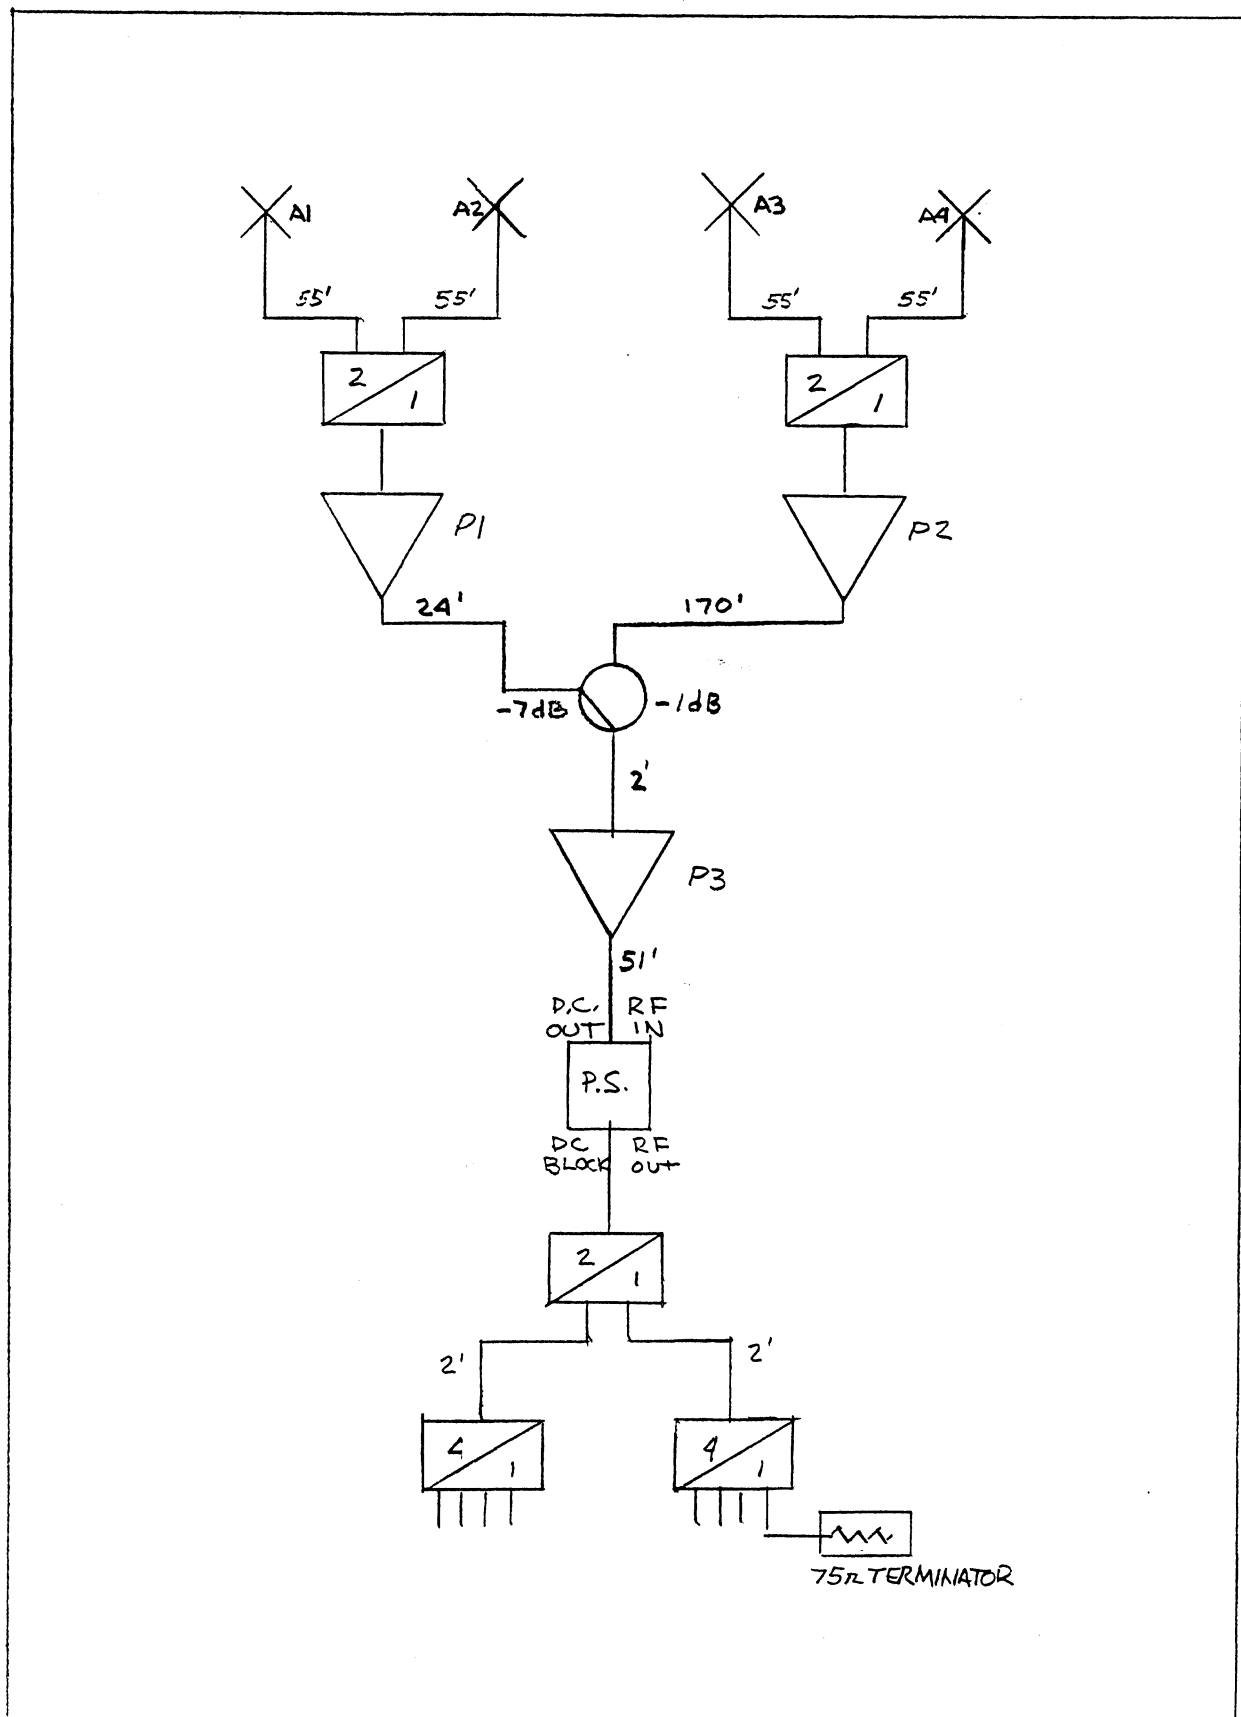 A1
A2
A3
A4
55'
55'
55'
55'
2
1
2
1
P1
P2
24'
170'
-7dB
-1dB
2'
P3
51'
D.C. OUT
RF IN
P.S.
DC BLOCK
RF OUT
2
1
2'
2'
4
1
4
1
75Ω TERMINATOR